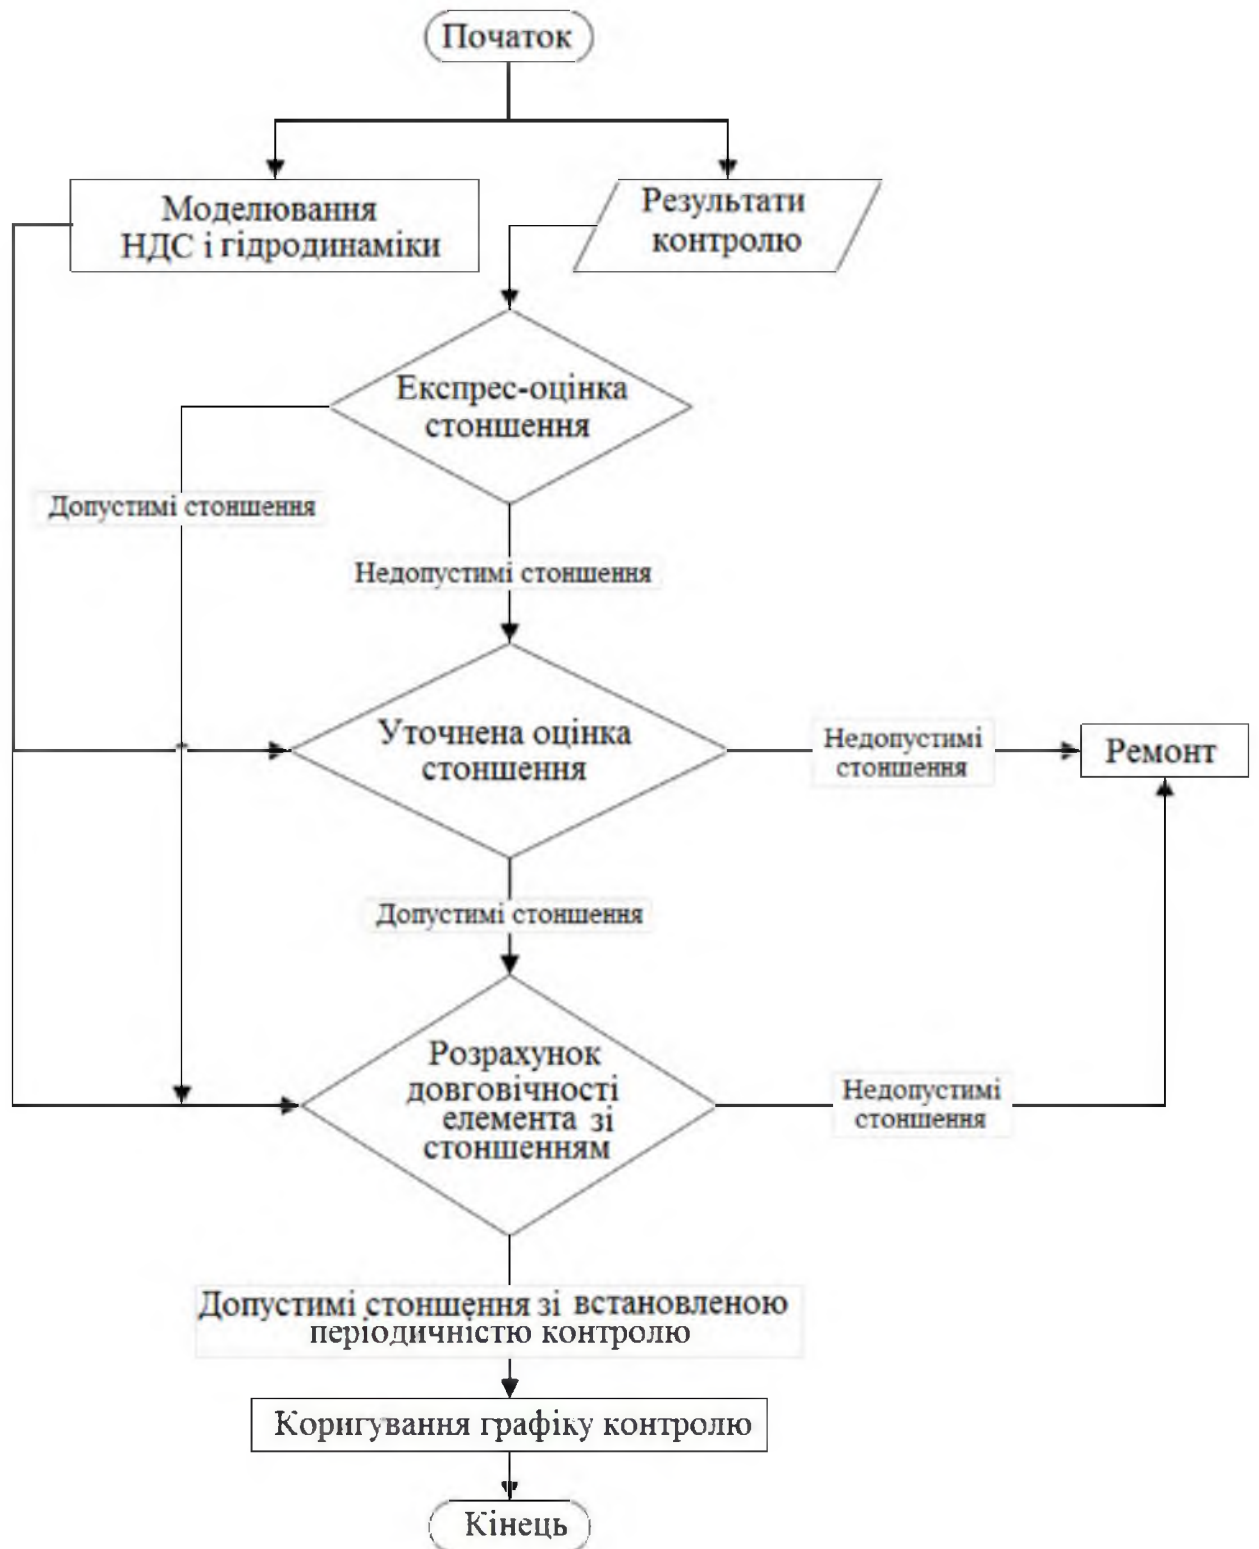 Початок
Моделювання
НДС і гідродинаміки
Результати
контролю
Експрес-оцінка
стоншення
Допустимі стоншення
Недопустимі стоншення
Уточнена оцінка
стоншення
Недопустимі
стоншення
Ремонт
Допустимі стоншення
Розрахунок
довговічності
елемента зі
стоншенням
Недопустимі
стоншення
Допустимі стоншення зі встановленою
періодичністю контролю
Коригування графіку контролю
Кінець